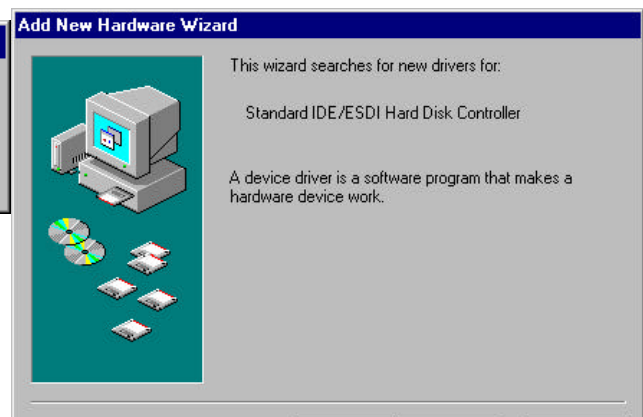 Add New Hardware Wizard
This wizard searches for new drivers for:
Standard IDE/ESDI Hard Disk Controller
A device driver is a software program that makes a
hardware device work.